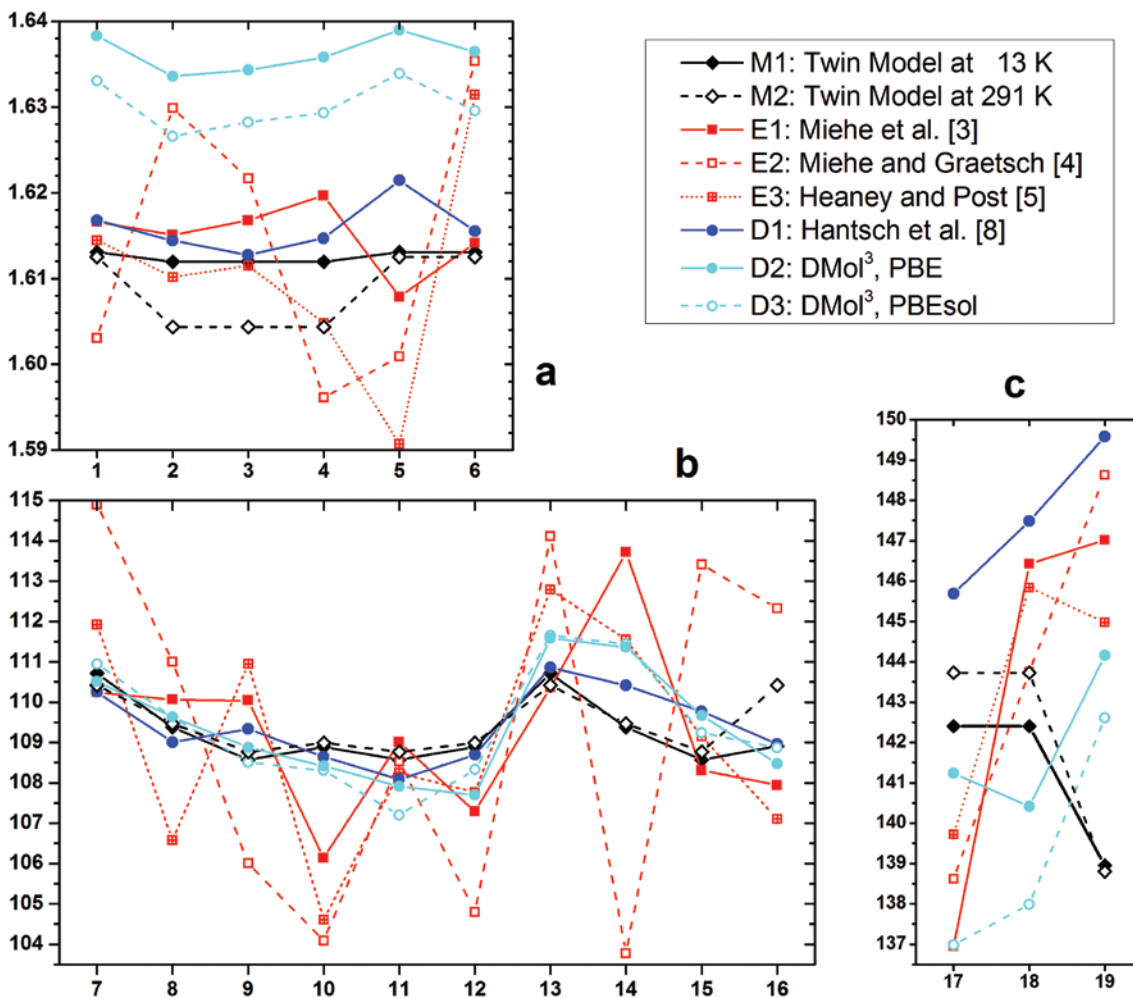 1.64
1.63
1.62
1.61
1.60
1.59
1 2 3 4 5 6
a
M1: Twin Model at 13 K
M2: Twin Model at 291 K
E1: Miehe et al. [3]
E2: Miehe and Graetsch [4]
E3: Heaney and Post [5]
D1: Hantsch et al. [8]
D2: DMol³, PBE
D3: DMol³, PBEsol
b
115
114
113
112
111
110
109
108
107
106
105
104
7 8 9 10 11 12 13 14 15 16
c
150
149
148
147
146
145
144
143
142
141
140
139
138
137
17 18 19